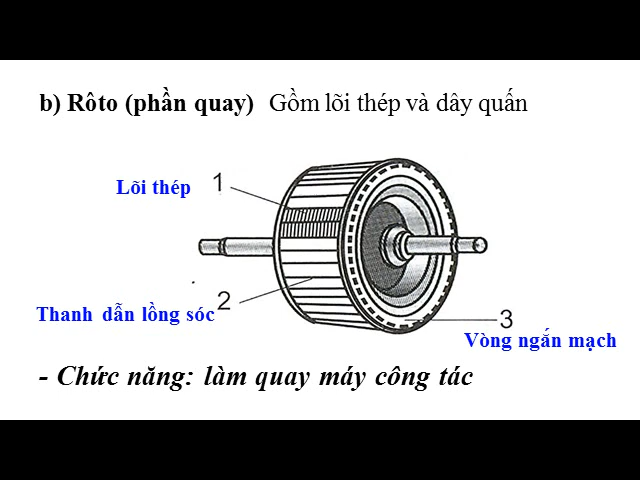 b) Rôto (phần quay) Gồm lõi thép và dây quấn
Lõi thép 1
Thanh dẫn lồng sóc 2
3
Vòng ngắn mạch
- Chức năng: làm quay máy công tác